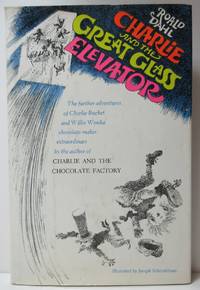 ROALD
DAHL
CHARLIE
AND THE
GREAT GLASS
ELEVATOR
The further adventures
of Charlie Bucket
and Willy Wonka
chocolate-maker
extraordinary
by the author of
CHARLIE AND THE
CHOCOLATE FACTORY
Illustrated by Joseph Schindelman